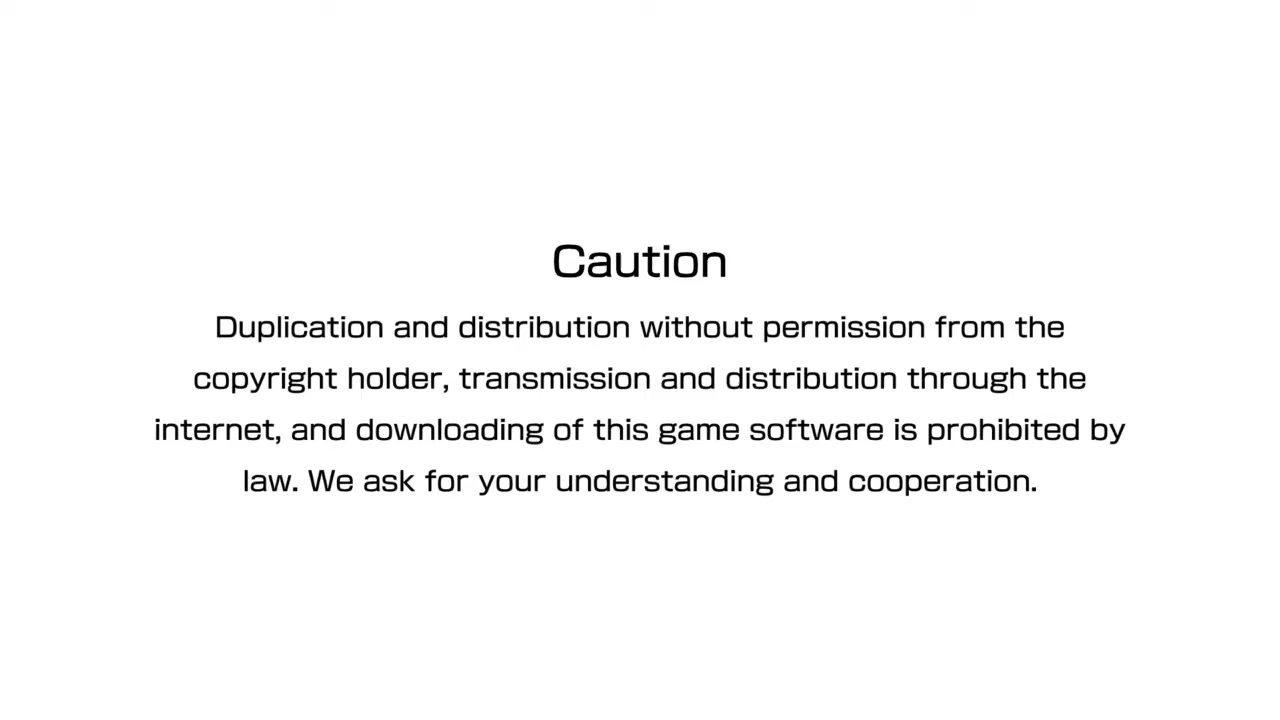 Caution
Duplication and distribution without permission from the
copyright holder, transmission and distribution through the
internet, and downloading of this game software is prohibited by
law. We ask for your understanding and cooperation.